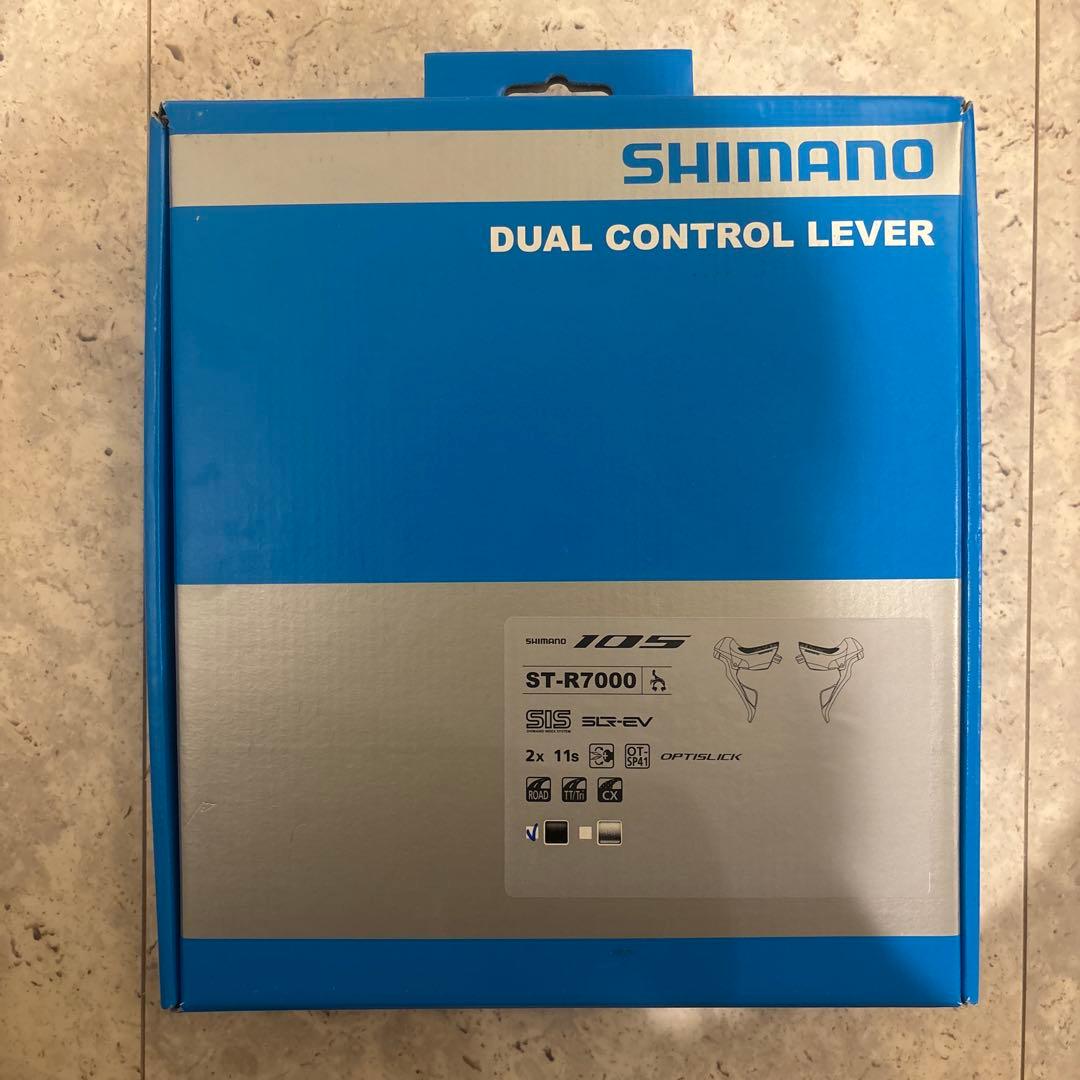 SHIMANO
DUAL CONTROL LEVER
SHIMANO 105
ST-R7000
SIS SLR-EV
SHIMANO INDEX SYSTEM
2x 11s OT-SP41 OPTISLICK
ROAD TT/Tri CX